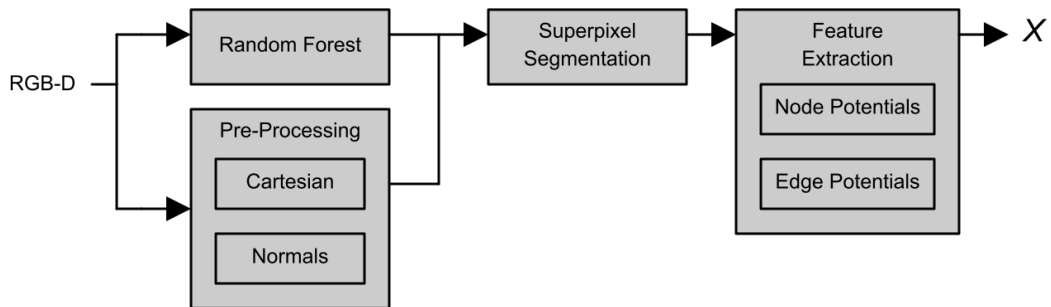 RGB-D
Random Forest
Pre-Processing
Cartesian
Normals
Superpixel
Segmentation
Feature
Extraction
Node Potentials
Edge Potentials
X